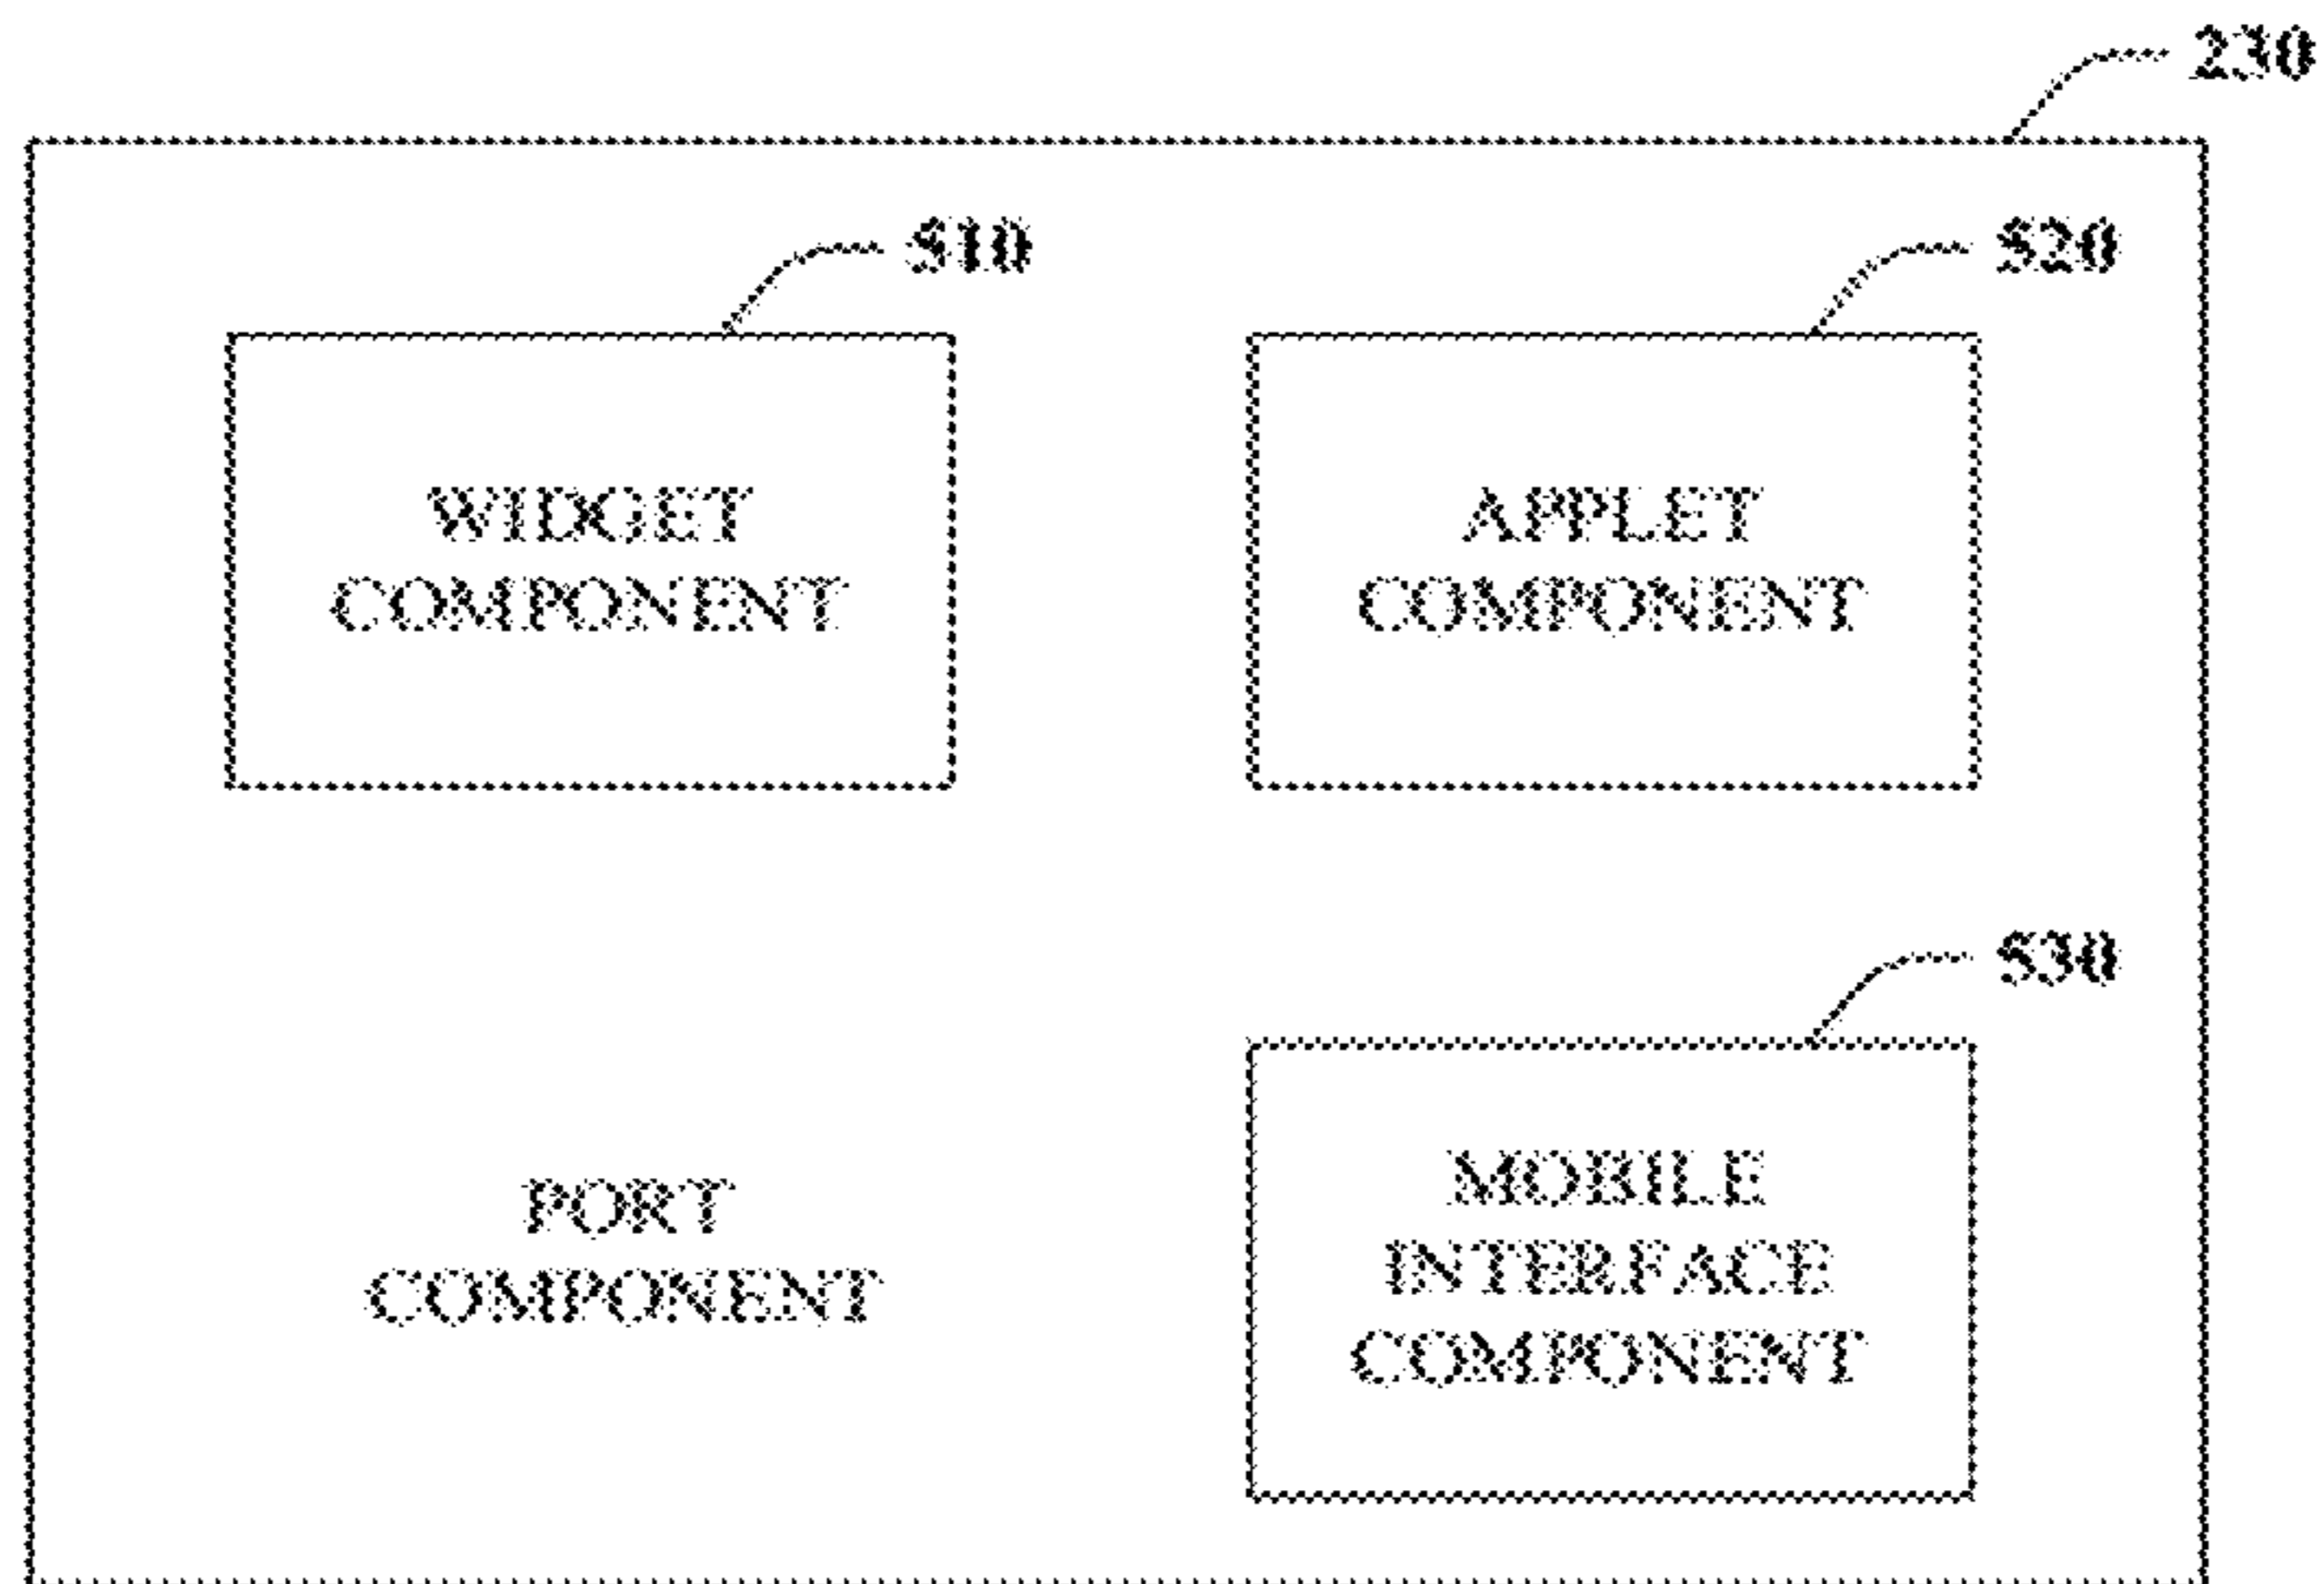 230
510
520
WIDGET
COMPONENT
APPLET
COMPONENT
530
PORT
COMPONENT
MOBILE
INTERFACE
COMPONENT